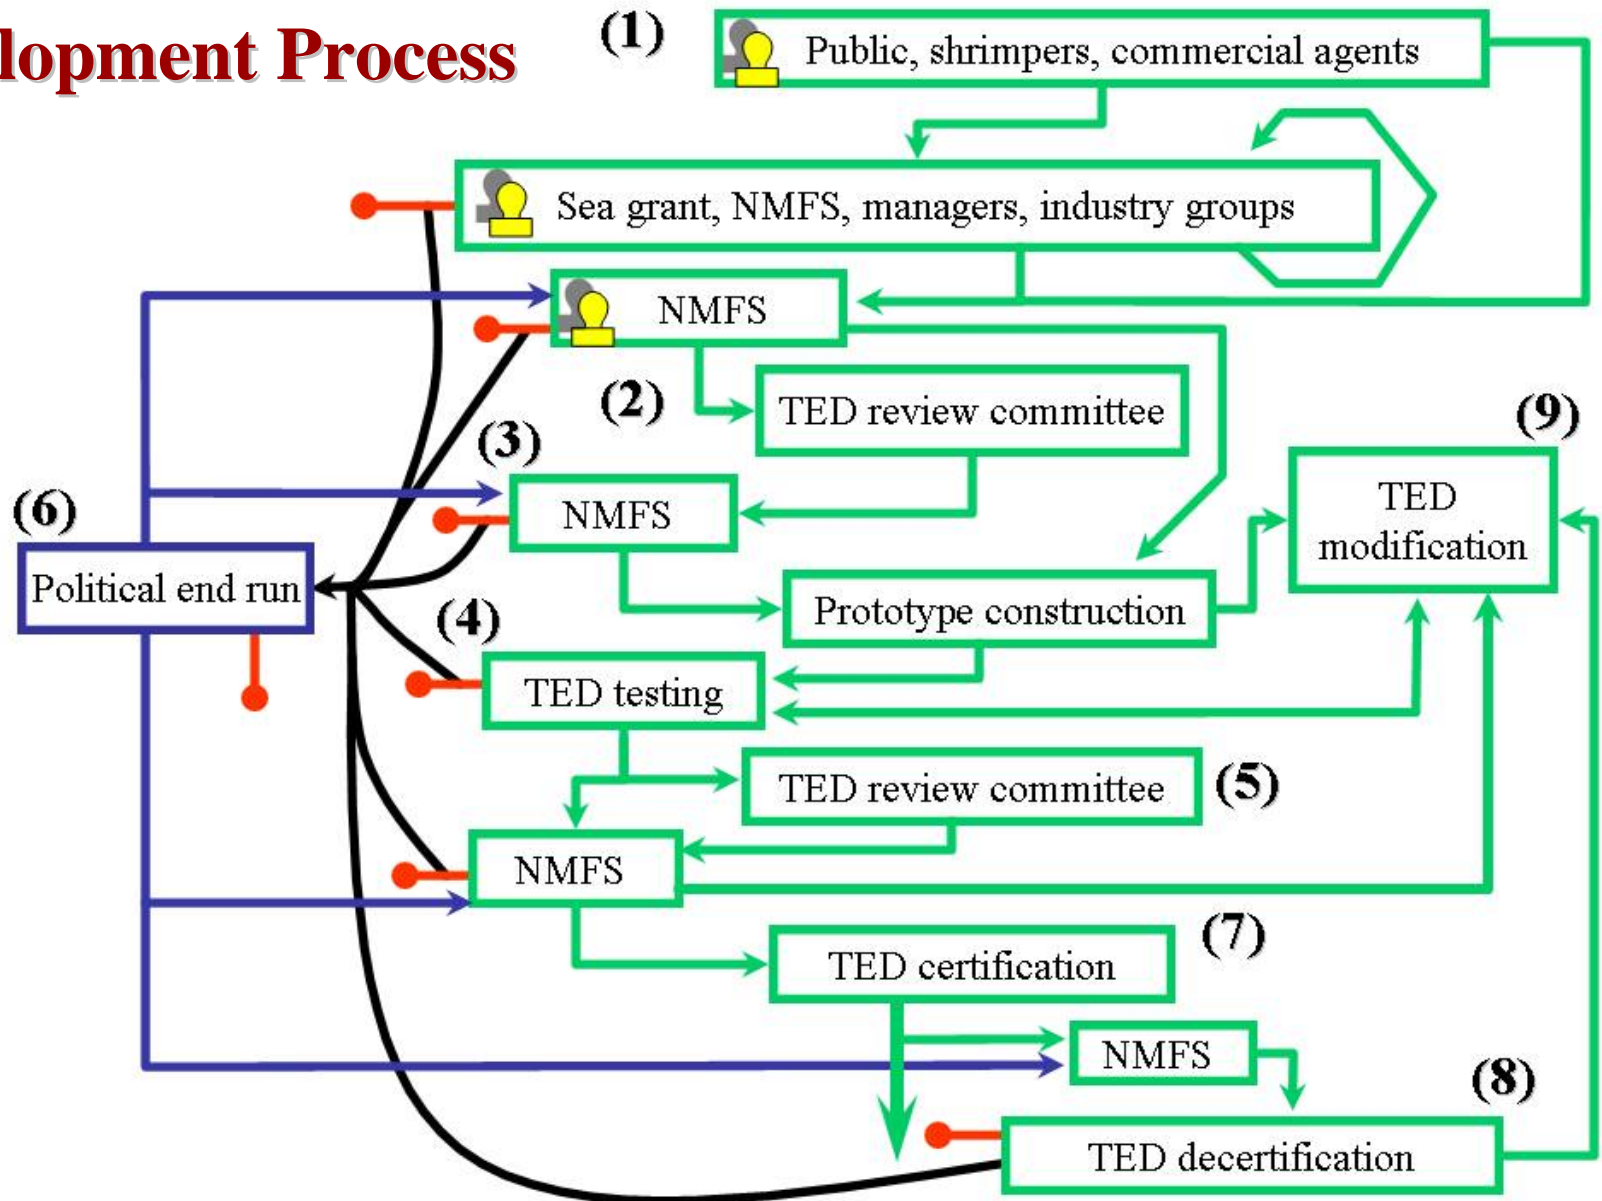 lopment Process
(1)
Public, shrimpers, commercial agents
Sea grant, NMFS, managers, industry groups
NMFS
(2)
TED review committee
(9)
(3)
TED
modification
NMFS
(6)
Political end run
Prototype construction
(4)
TED testing
TED review committee
(5)
NMFS
(7)
TED certification
NMFS
(8)
TED decertification